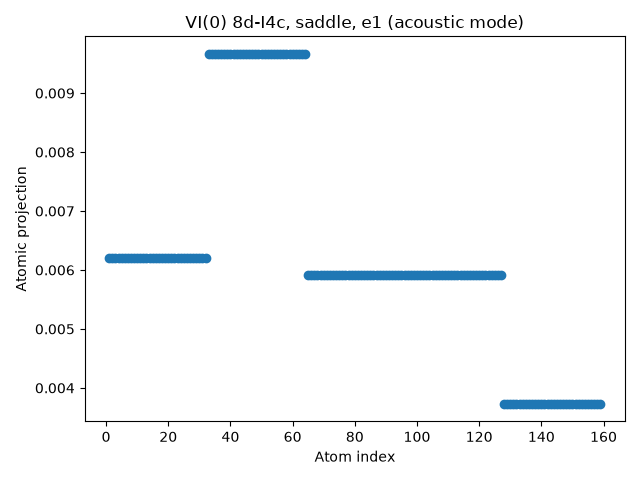 VI(0) 8d-I4c, saddle, e1 (acoustic mode)
Atomic projection
0.009
0.008
0.007
0.006
0.005
0.004
0 20 40 60 80 100 120 140 160
Atom index